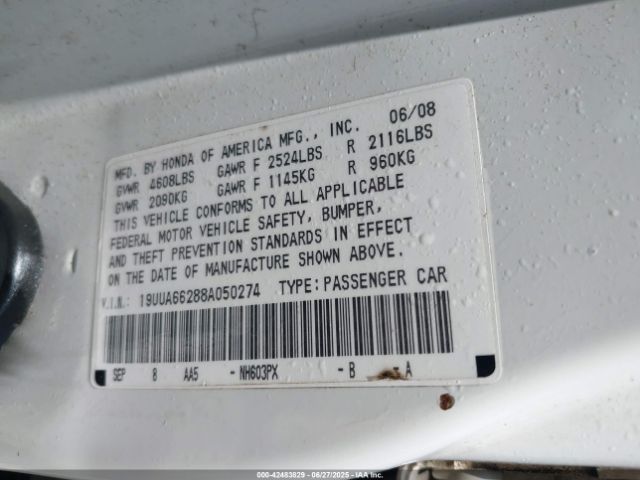 06/08
MFD. BY HONDA OF AMERICA MFG., INC.
GVWR 4608LBS GAWR F 2524LBS R 2116LBS
GVWR 2090KG GAWR F 1145KG R 960KG
THIS VEHICLE CONFORMS TO ALL APPLICABLE
FEDERAL MOTOR VEHICLE SAFETY, BUMPER,
AND THEFT PREVENTION STANDARDS IN EFFECT
ON THE DATE OF MANUFACTURE SHOWN ABOVE.
V.I.N.: 19UUA66288A050274 TYPE:PASSENGER CAR
SEP 8 AA5 - NH603PX - B - A
000-42483829 - 06/27/2025 - IAA Inc.